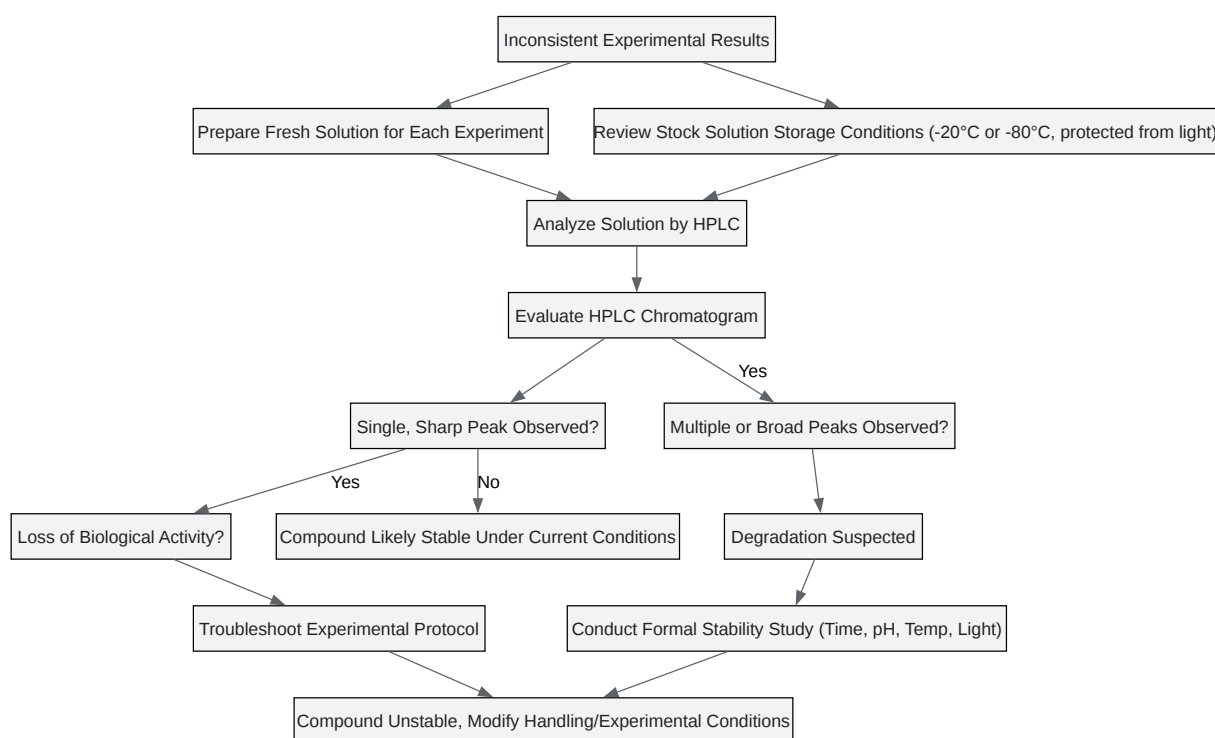 Inconsistent Experimental Results
Prepare Fresh Solution for Each Experiment
Review Stock Solution Storage Conditions (-20°C or -80°C, protected from light)
Analyze Solution by HPLC
Evaluate HPLC Chromatogram
Yes
Single, Sharp Peak Observed?
Multiple or Broad Peaks Observed?
Yes
No
Loss of Biological Activity?
Compound Likely Stable Under Current Conditions
Degradation Suspected
Troubleshoot Experimental Protocol
Conduct Formal Stability Study (Time, pH, Temp, Light)
Compound Unstable, Modify Handling/Experimental Conditions